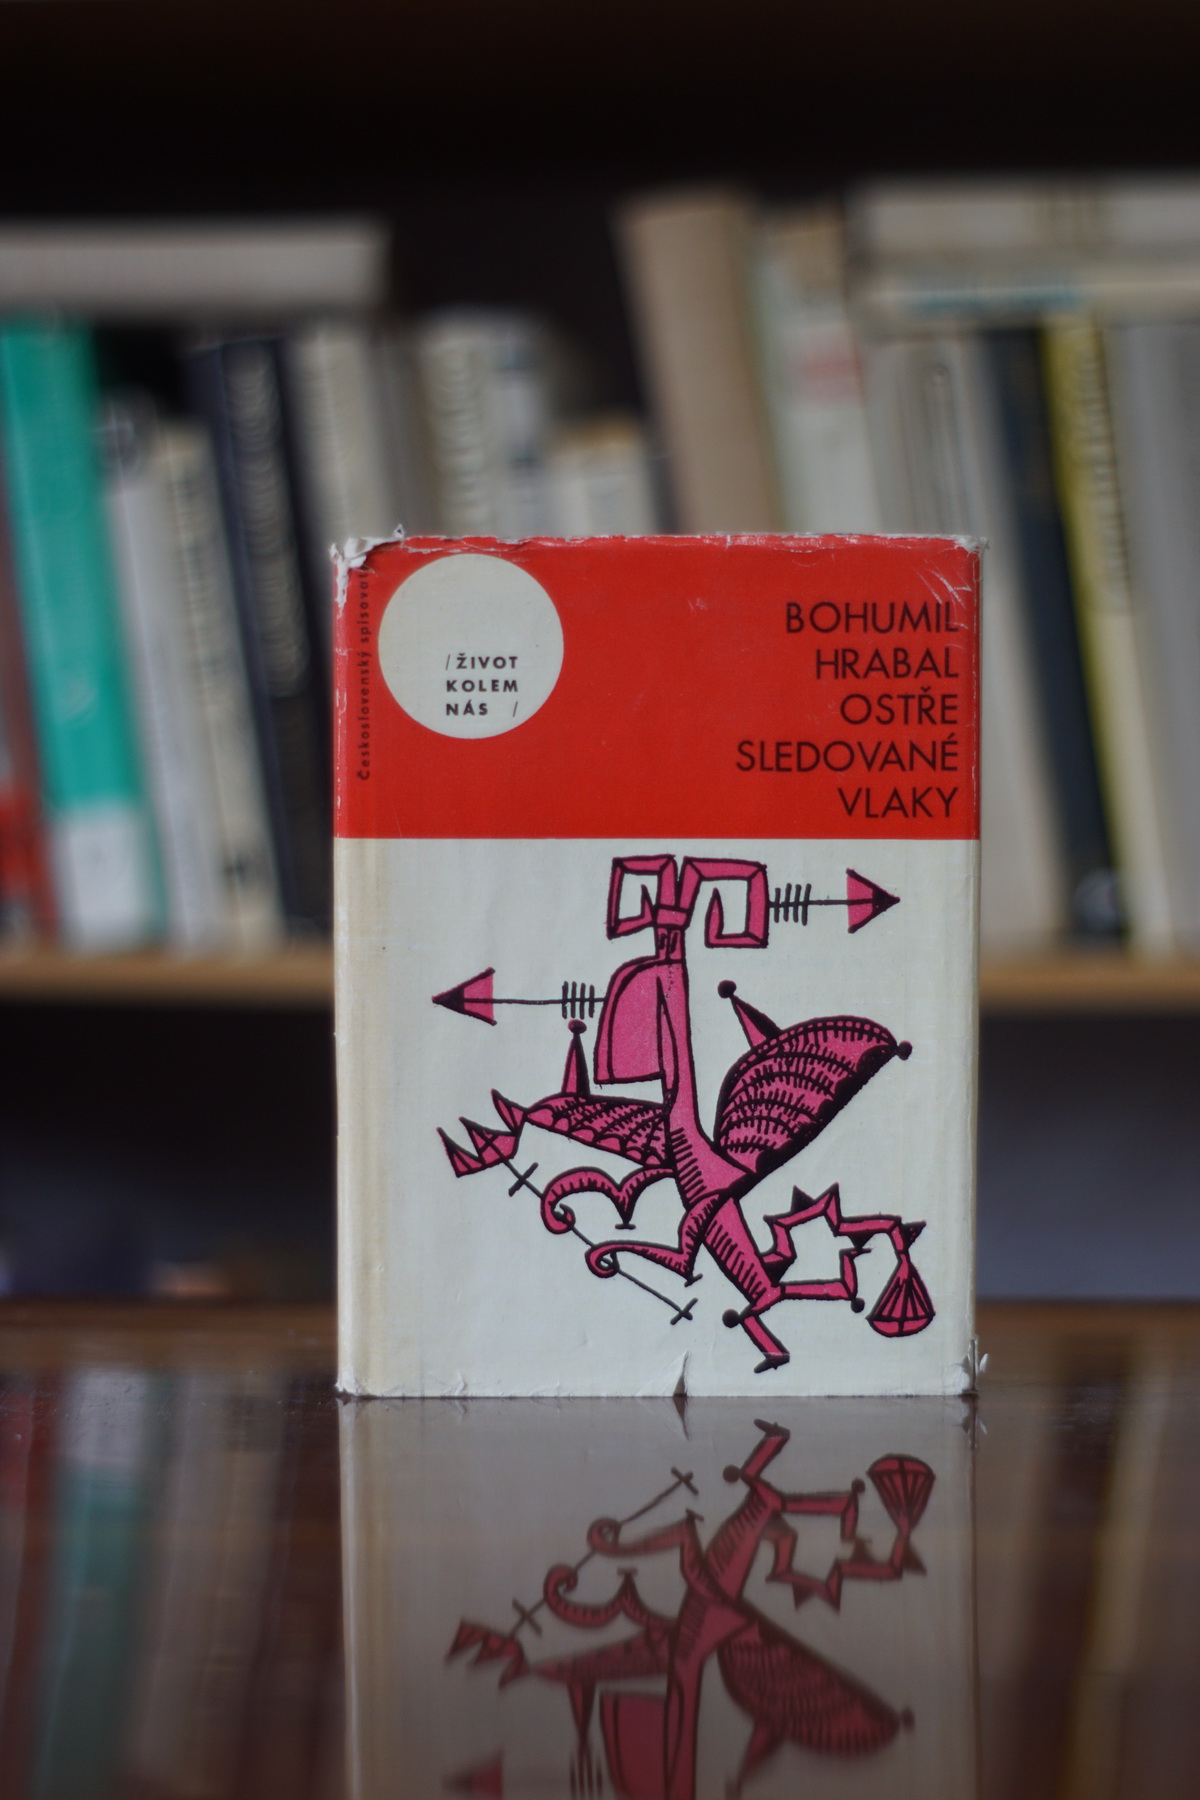 Československý spisovatel
/ŽIVOT
KOLEM
NÁS /
BOHUMIL
HRABAL
OSTŘE
SLEDOVANÉ
VLAKY